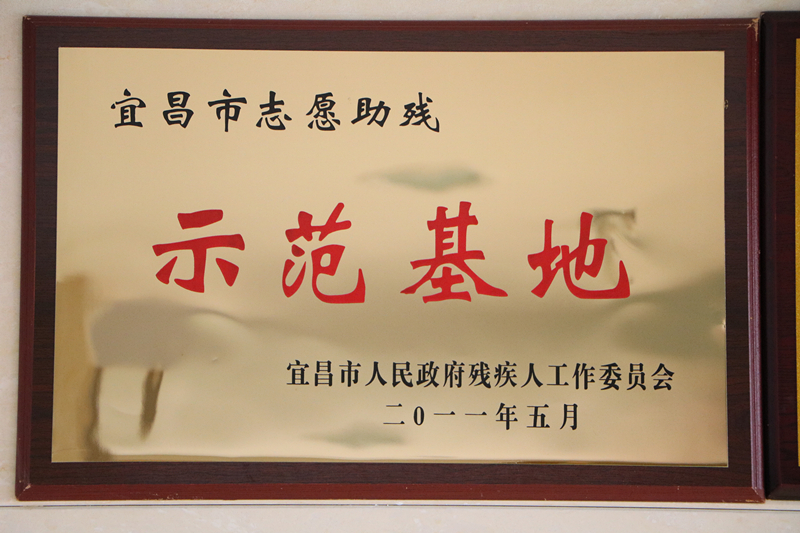 宜昌市志愿助残
示范基地
宜昌市人民政府残疾人工作委员会
二0一一年五月